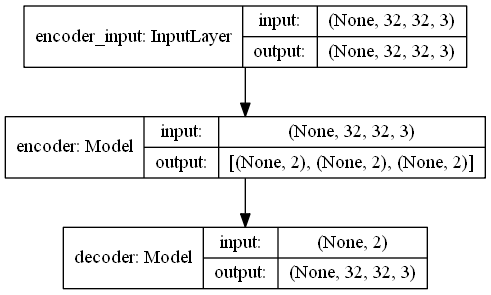 encoder_input: InputLayer
input: (None, 32, 32, 3)
output: (None, 32, 32, 3)
encoder: Model
input: (None, 32, 32, 3)
output: [(None, 2), (None, 2), (None, 2)]
decoder: Model
input: (None, 2)
output: (None, 32, 32, 3)